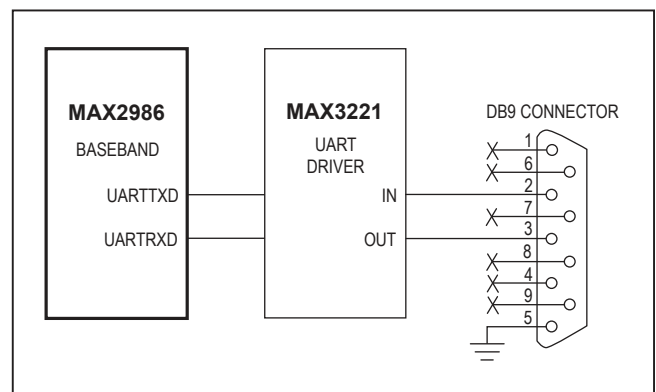 MAX2986
BASEBAND
UARTTXD
UARTRXD
MAX3221
UART
DRIVER
IN
OUT
DB9 CONNECTOR
1
6
2
7
3
8
4
9
5